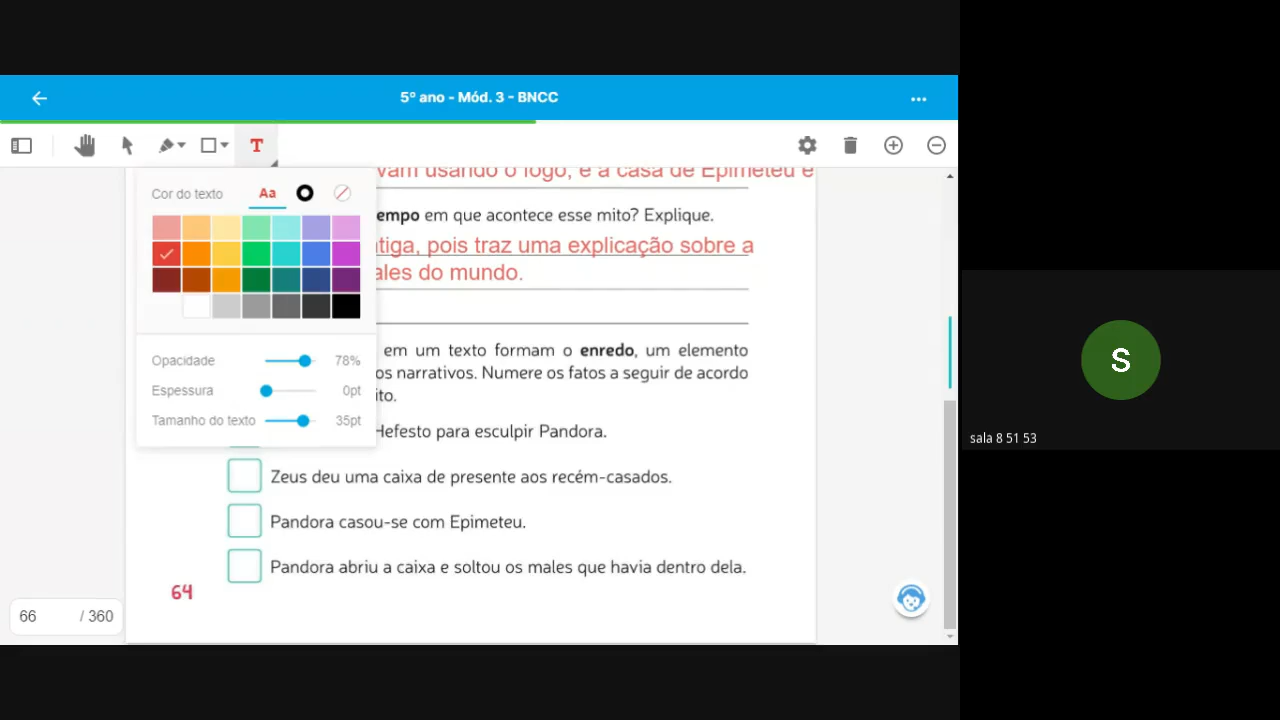 5º ano - Mód. 3 - BNCC
T
vam usando o fogo, e a casa de Epimeteu e
Cor do texto Aa
empo em que acontece esse mito? Explique.
tiga, pois traz uma explicação sobre a
ales do mundo.
em um texto formam o enredo, um elemento
Opacidade 78%
os narrativos. Numere os fatos a seguir de acordo
Espessura 0pt
ito.
Tamanho do texto 35pt
Hefesto para esculpir Pandora.
Zeus deu uma caixa de presente aos recém-casados.
Pandora casou-se com Epimeteu.
Pandora abriu a caixa e soltou os males que havia dentro dela.
64
66 / 360
S
sala 8 51 53